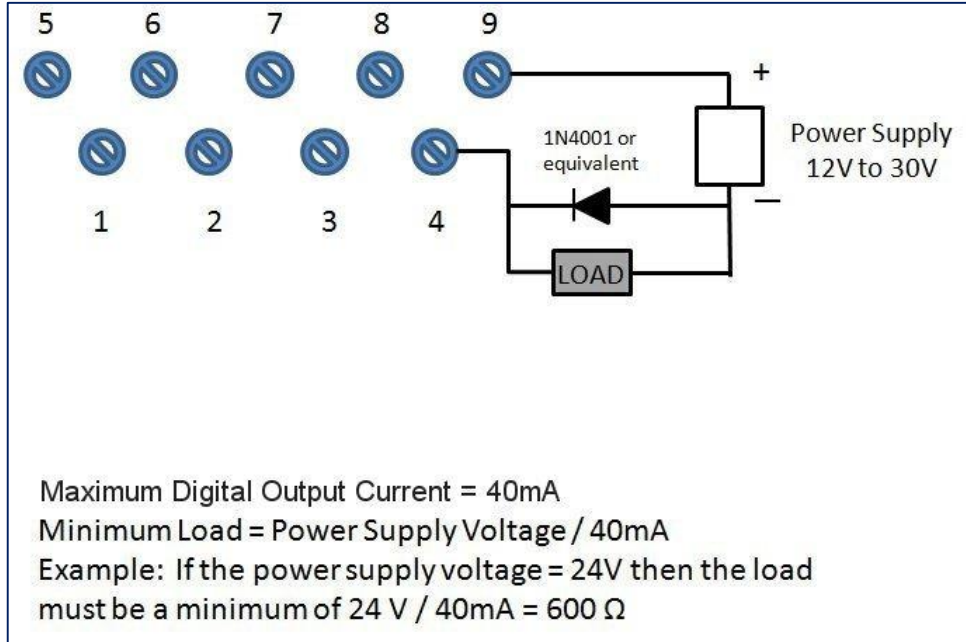 5 6 7 8 9
+
1N4001 or
equivalent
Power Supply
12V to 30V
—
1 2 3 4
LOAD
Maximum Digital Output Current = 40mA
Minimum Load = Power Supply Voltage / 40mA
Example: If the power supply voltage = 24V then the load
must be a minimum of 24 V / 40mA = 600 Ω